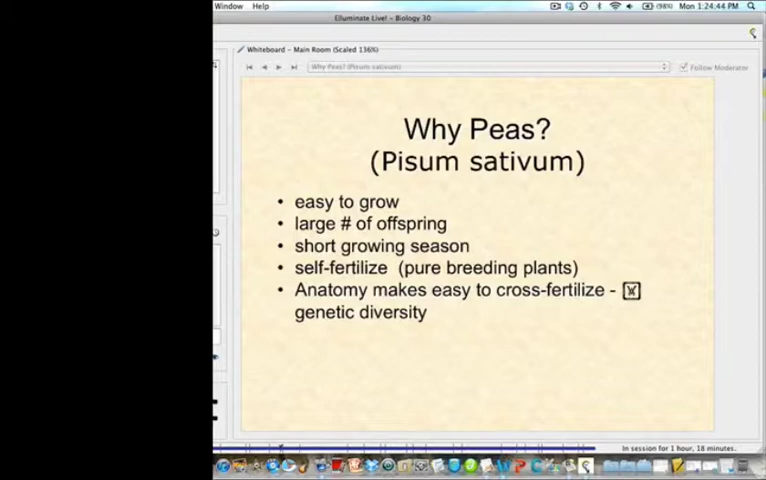 Window Help (98%) Mon 1:24:44 PM
Elluminate Live! - Biology 30
Whiteboard - Main Room (Scaled 136%)
Why Peas? (Pisum sativum) Follow Moderator
Why Peas?
(Pisum sativum)
• easy to grow
• large # of offspring
• short growing season
• self-fertilize (pure breeding plants)
• Anatomy makes easy to cross-fertilize -
genetic diversity
In session for 1 hour, 18 minutes.